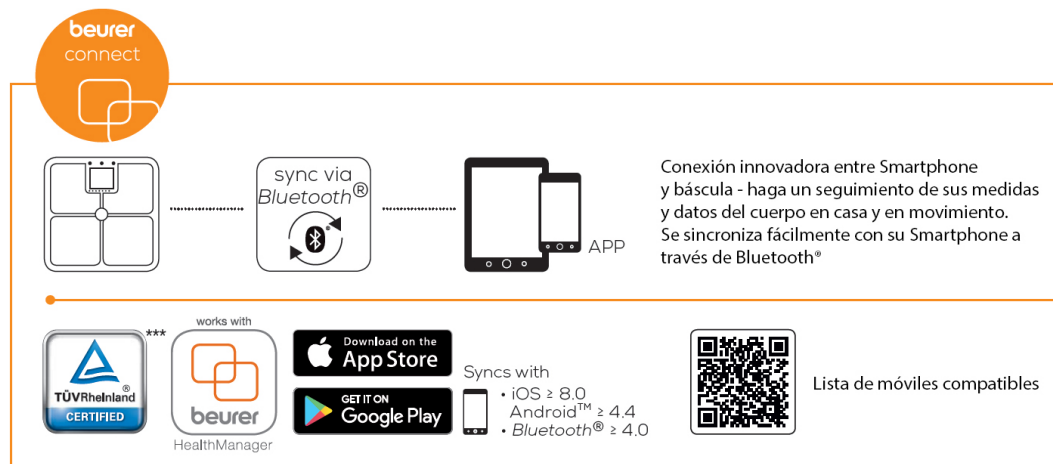 beurer
connect
sync via
Bluetooth®
APP
Conexión innovadora entre Smartphone
y báscula - haga un seguimiento de sus medidas
y datos del cuerpo en casa y en movimiento.
Se sincroniza fácilmente con su Smartphone a
través de Bluetooth®
TÜVRheinland®
CERTIFIED
***
works with
beurer
HealthManager
Download on the
App Store
GET IT ON
Google Play
Syncs with
• iOS ≥ 8.0
Android™ ≥ 4.4
• Bluetooth® ≥ 4.0
Lista de móviles compatibles